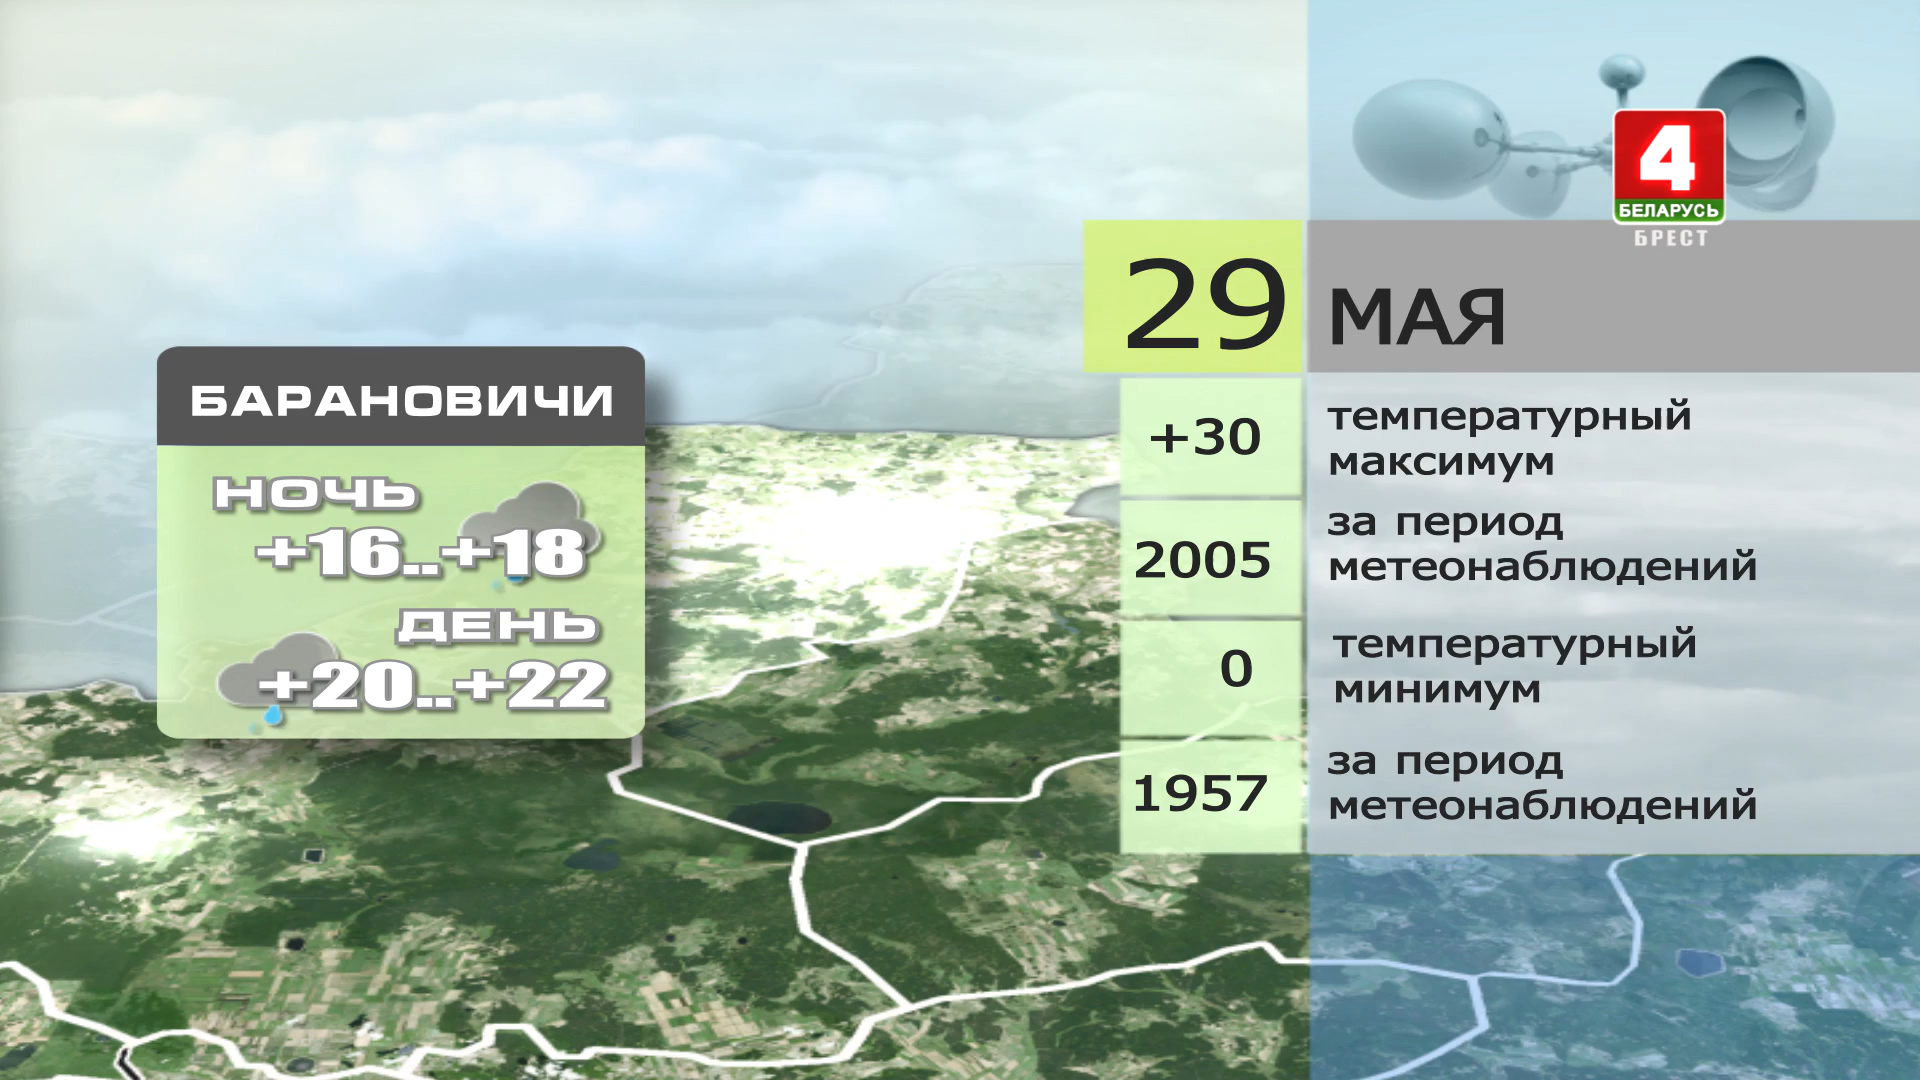 4
БЕЛАРУСЬ
БРЕСТ
29 МАЯ
БАРАНОВИЧИ
НОЧЬ
+16..+18
ДЕНЬ
+20..+22
+30
температурный
максимум
2005
за период
метеонаблюдений
0
температурный
минимум
1957
за период
метеонаблюдений